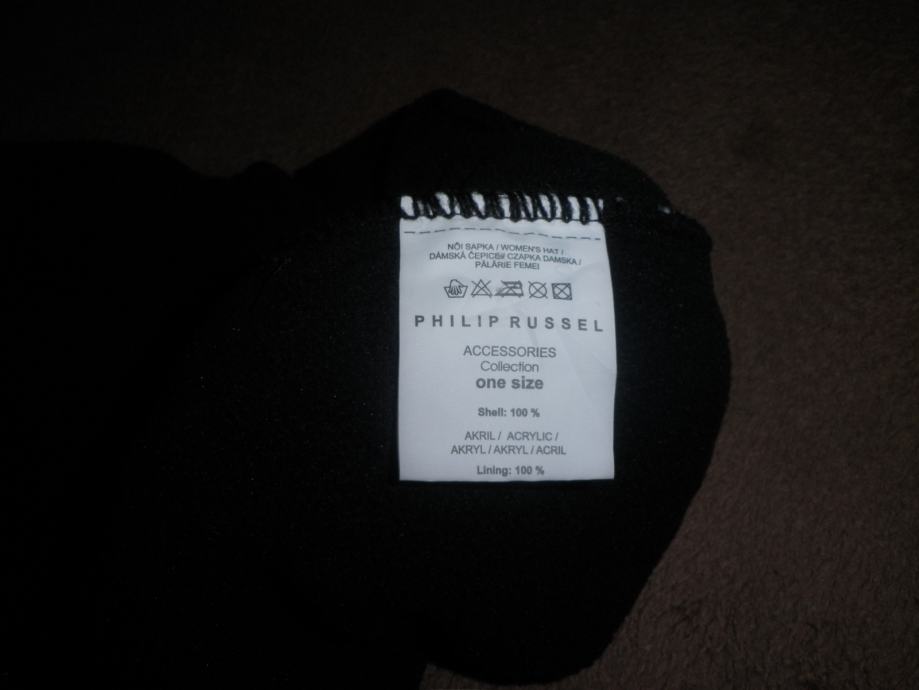 NŐI SAPKA / WOMEN'S HAT /
DÁMSKÁ ČEPICE/ CZAPKA DAMSKA /
PĂLĂRIE FEMEI
PHILIP RUSSEL
ACCESSORIES
Collection
one size
Shell: 100 %
AKRIL / ACRYLIC /
AKRYL / AKRYL / ACRIL
Lining: 100 %